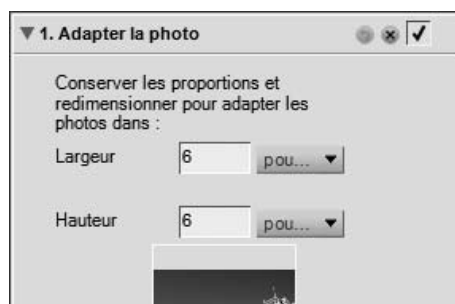 1. Adapter la photo
Conserver les proportions et
redimensionner pour adapter les
photos dans :
Largeur 6 pou...
Hauteur 6 pou...